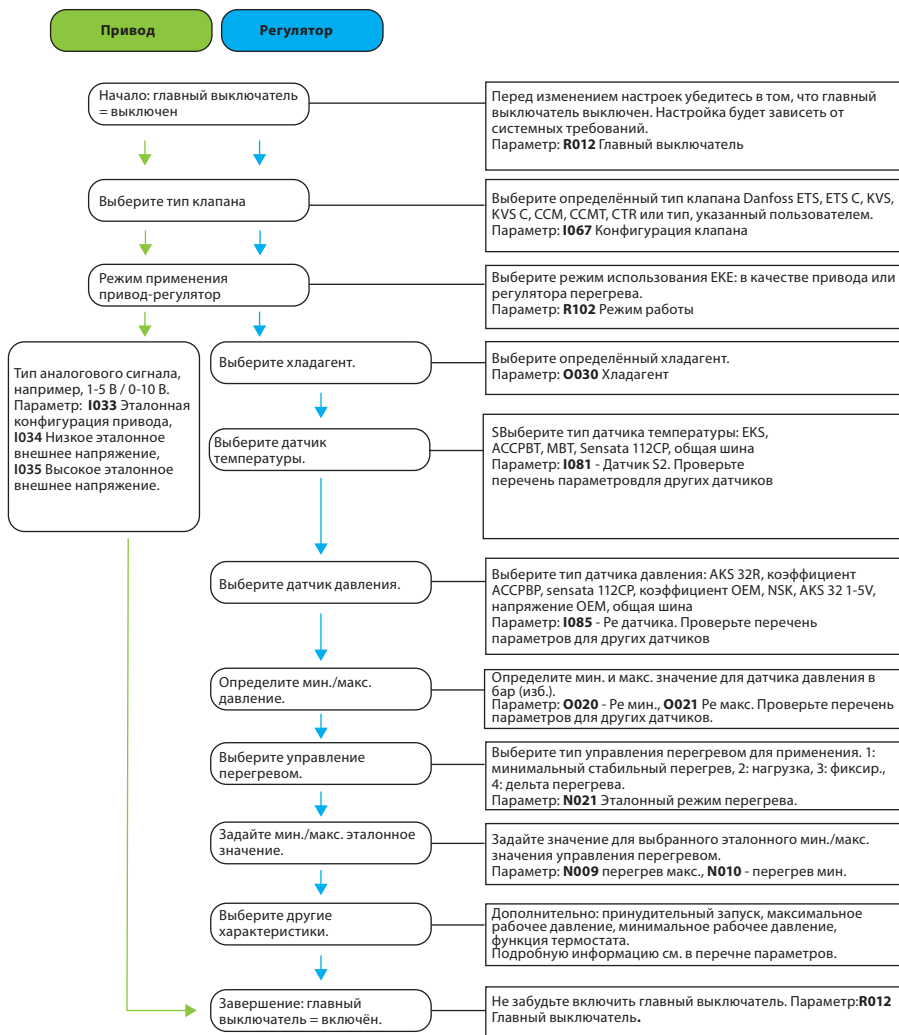 Привод
Регулятор
Начало: главный выключатель
= выключен
Перед изменением настроек убедитесь в том, что главный
выключатель выключен. Настройка будет зависеть от
системных требований.
Параметр: R012 Главный выключатель
Выберите тип клапана
Выберите определённый тип клапана Danfoss ETS, ETS C, KVS,
KVS C, CCM, CCMT, CTR или тип, указанный пользователем.
Параметр: I067 Конфигурация клапана
Режим применения
привод-регулятор
Выберите режим использования EKE: в качестве привода или
регулятора перегрева.
Параметр: R102 Режим работы
Тип аналогового сигнала,
например, 1-5 В / 0-10 В.
Параметр: I033 Эталонная
конфигурация привода,
I034 Низкое эталонное
внешнее напряжение,
I035 Высокое эталонное
внешнее напряжение.
Выберите хладагент.
Выберите определённый хладагент.
Параметр: O030 Хладагент
Выберите датчик
температуры.
SВыберите тип датчика температуры: EKS,
ACCPBT, MBT, Sensata 112CP, общая шина
Параметр: I081 - Датчик S2. Проверьте
перечень параметровдля других датчиков
Выберите датчик давления.
Выберите тип датчика давления: AKS 32R, коэффициент
ACCPBP, sensata 112CP, коэффициент OEM, NSK, AKS 32 1-5V,
напряжение OEM, общая шина
Параметр: I085 - Ре датчика. Проверьте перечень
параметров для других датчиков
Определите мин./макс.
давление.
Определите мин. и макс. значение для датчика давления в
бар (изб.).
Параметр: O020 - Ре мин., O021 Ре макс. Проверьте перечень
параметров для других датчиков.
Выберите управление
перегревом.
Выберите тип управления перегревом для применения. 1:
минимальный стабильный перегрев, 2: нагрузка, 3: фиксир.,
4: дельта перегрева.
Параметр: N021 Эталонный режим перегрева.
Задайте мин./макс. эталонное
значение.
Задайте значение для выбранного эталонного мин./макс.
значения управления перегревом.
Параметр: N009 перегрев макс., N010 - перегрев мин.
Выберите другие
характеристики.
Дополнительно: принудительный запуск, максимальное
рабочее давление, минимальное рабочее давление,
функция термостата.
Подробную информацию см. в перечне параметров.
Завершение: главный
выключатель = включён.
Не забудьте включить главный выключатель. Параметр:R012
Главный выключатель.